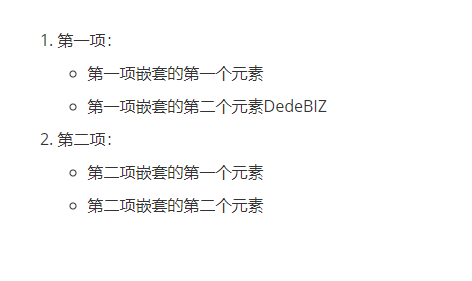 1. 第一项：
○ 第一项嵌套的第一个元素
○ 第一项嵌套的第二个元素DedeBIZ
2. 第二项：
○ 第二项嵌套的第一个元素
○ 第二项嵌套的第二个元素